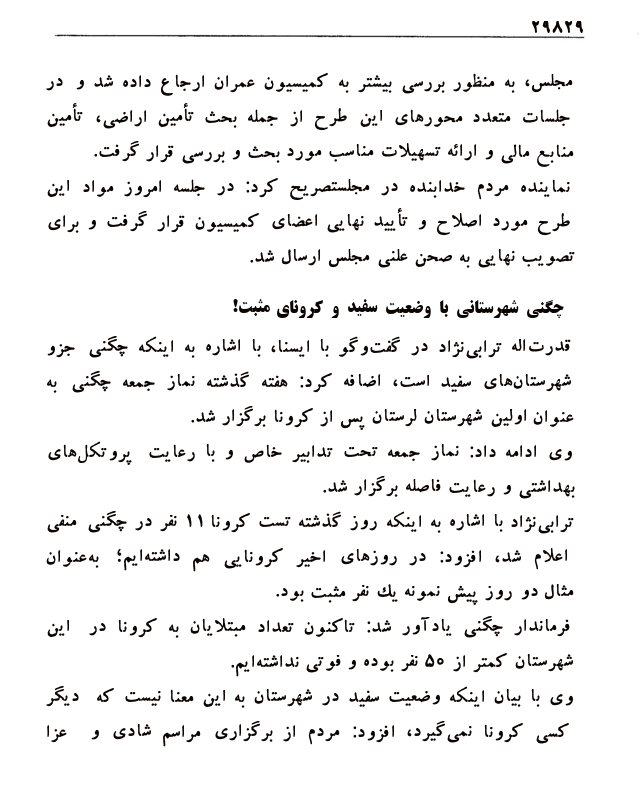 ۲۹۸۲۹
مجلس، به منظور بررسی بیشتر به کمیسیون عمران ارجاع داده شد و در
جلسات متعدد محورهای این طرح از جمله بحث تأمین اراضی، تأمین
منابع مالی و ارائه تسهیلات مناسب مورد بحث و بررسی قرار گرفت.
نماینده مردم خدابنده در مجلستصریح کرد: در جلسه امروز مواد این
طرح مورد اصلاح و تأیید نهایی اعضای کمیسیون قرار گرفت و برای
تصویب نهایی به صحن علنی مجلس ارسال شد.
چگنی شهرستانی با وضعیت سفید و کرونای مثبت!
قدرت‌اله ترابی‌نژاد در گفت‌وگو با ایسنا، با اشاره به اینکه چگنی جزو
شهرستان‌های سفید است، اضافه کرد: هفته گذشته نماز جمعه چگنی به
عنوان اولین شهرستان لرستان پس از کرونا برگزار شد.
وی ادامه داد: نماز جمعه تحت تدابیر خاص و با رعایت پروتکل‌های
بهداشتی و رعایت فاصله برگزار شد.
ترابی‌نژاد با اشاره به اینکه روز گذشته تست کرونا ۱۱ نفر در چگنی منفی
اعلام شد، افزود: در روزهای اخیر کرونایی هم داشته‌ایم؛ به‌عنوان
مثال دو روز پیش نمونه یك نفر مثبت بود.
فرماندار چگنی یادآور شد: تاکنون تعداد مبتلایان به کرونا در این
شهرستان کمتر از ۵۰ نفر بوده و فوتی نداشته‌ایم.
وی با بیان اینکه وضعیت سفید در شهرستان به این معنا نیست که دیگر
کسی کرونا نمی‌گیرد، افزود: مردم از برگزاری مراسم شادی و عزا